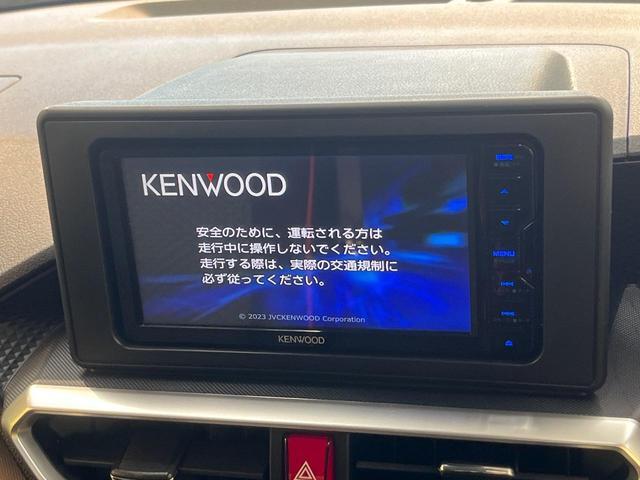 KENWOOD
安全のために、運転される方は
走行中に操作しないでください。
走行する際は、実際の交通規制に
必ず従ってください。
© 2023 JVCKENWOOD Corporation
KENWOOD
MENU